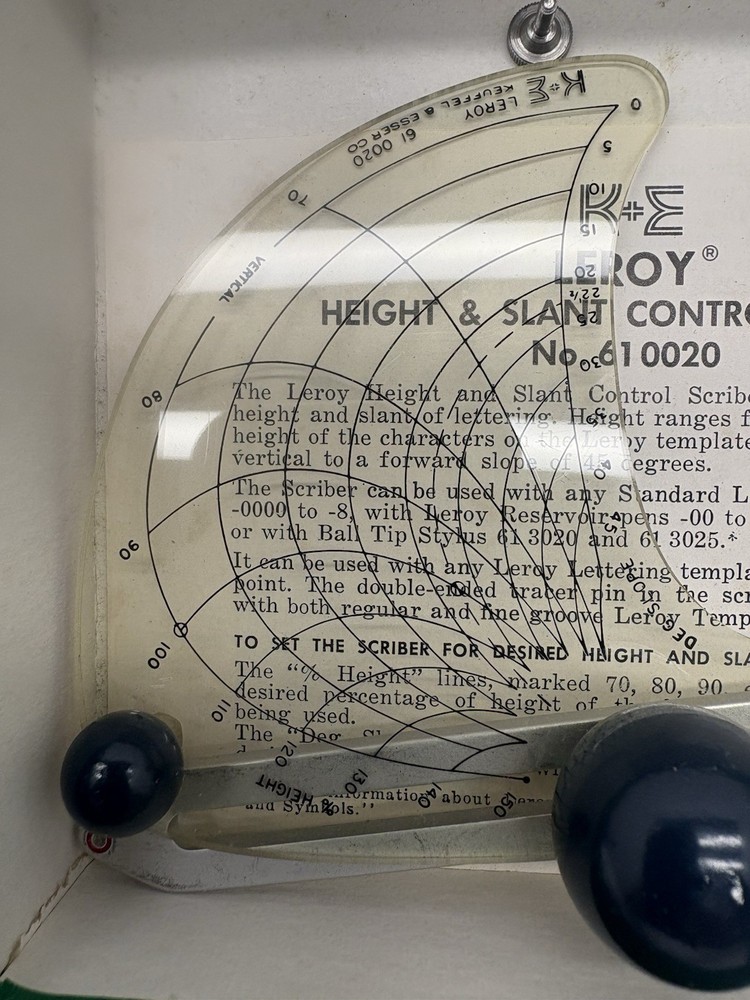 K+E
LEROY
KEUFFEL & ESSER CO
61 0020
0
5
10
15
20
22½
25
30
35
40
45
DEG. SLOPE
70
VERTICAL
80
90
100
110
120
130
140
150
% HEIGHT
K+E
LEROY®
HEIGHT & SLANT CONTRO
No. 61 0020
The Leroy Height and Slant Control Scribe
height and slant of lettering. Height ranges f
height of the characters on the Leroy template
vertical to a forward slope of 45 degrees.
The Scriber can be used with any Standard L
-0000 to -8, with Leroy Reservoir pens -00 to
or with Ball Tip Stylus 61 3020 and 61 3025.*
It can be used with any Leroy Lettering templa
point. The double-ended tracer pin in the scr
with both regular and fine groove Leroy Temp
TO SET THE SCRIBER FOR DESIRED HEIGHT AND SLA
The "% Height" lines, marked 70, 80, 90
desired percentage of height of
being used.
The "Deg
information about
and Symbols."
C